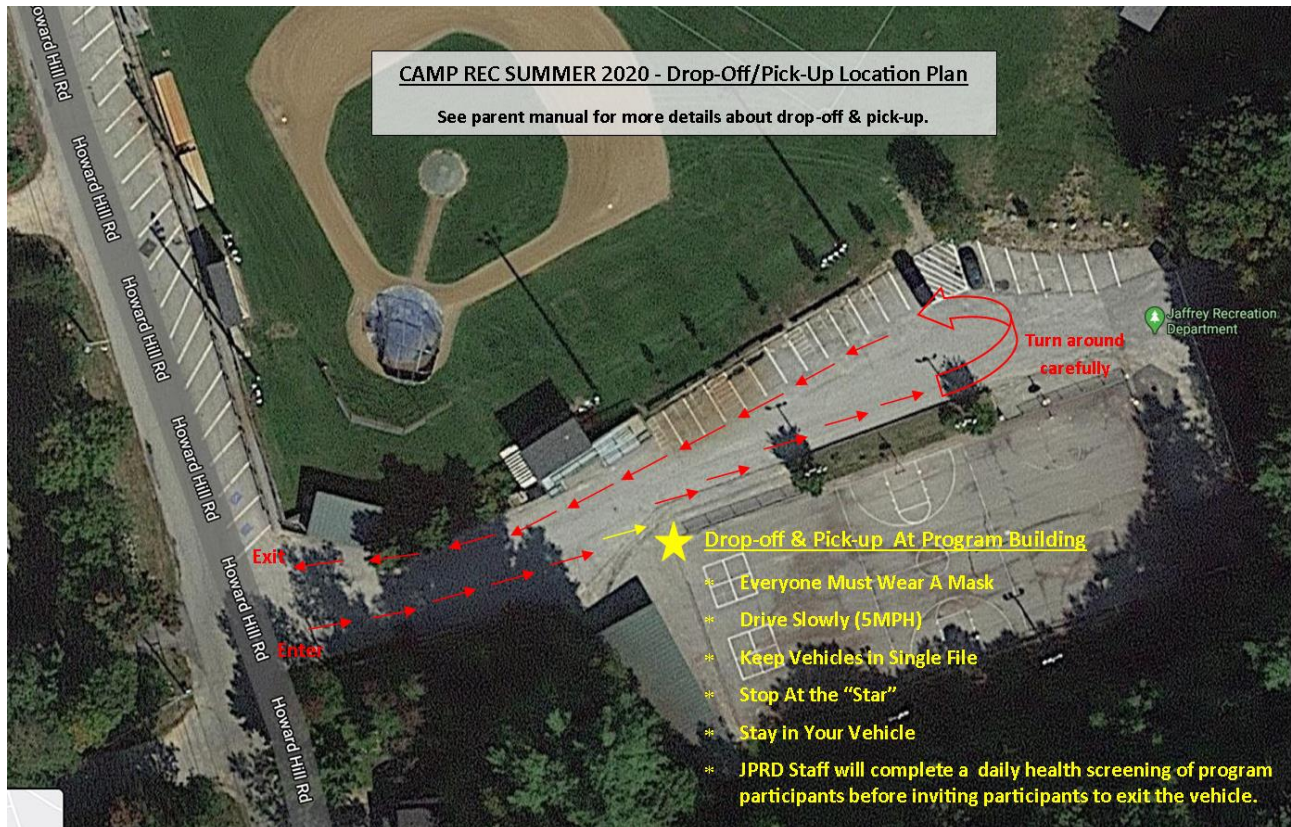 CAMP REC SUMMER 2020 - Drop-Off/Pick-Up Location Plan
See parent manual for more details about drop-off & pick-up.
Howard Hill Rd
Howard Hill Rd
Howard Hill Rd
Howard Hill Rd
Howard Hill Rd
Howard Hill Rd
Howard Hill Rd
Jaffrey Recreation
Department
Turn around
carefully
Exit
Enter
Drop-off & Pick-up At Program Building
* Everyone Must Wear A Mask
* Drive Slowly (5MPH)
* Keep Vehicles in Single File
* Stop At the “Star”
* Stay in Your Vehicle
* JPRD Staff will complete a daily health screening of program
participants before inviting participants to exit the vehicle.